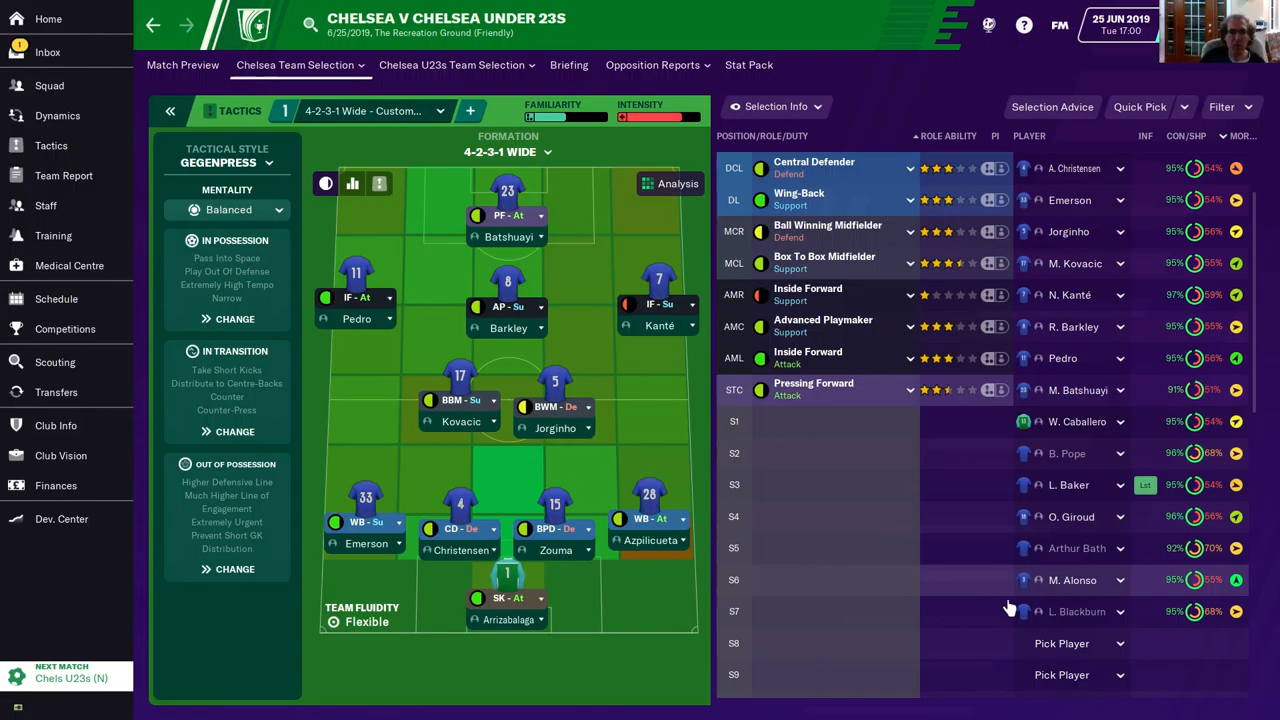 Home
Inbox
1
Squad
Dynamics
Tactics
Team Report
Staff
Training
Medical Centre
Schedule
Competitions
Scouting
Transfers
Club Info
Club Vision
Finances
Dev. Center
NEXT MATCH
Chels U23s (N)
CHELSEA V CHELSEA UNDER 23S
6/25/2019, The Recreation Ground (Friendly)
FM
25 JUN 2019
Tue 17:00
Match Preview
Chelsea Team Selection
Chelsea U23s Team Selection
Briefing
Opposition Reports
Stat Pack
TACTICS
1
4-2-3-1 Wide - Custom...
FAMILIARITY
INTENSITY
TACTICAL STYLE
GEGENPRESS
MENTALITY
Balanced
IN POSSESSION
Pass Into Space
Play Out Of Defense
Extremely High Tempo
Narrow
CHANGE
IN TRANSITION
Take Short Kicks
Distribute to Centre-Backs
Counter
Counter-Press
CHANGE
OUT OF POSSESSION
Higher Defensive Line
Much Higher Line of
Engagement
Extremely Urgent
Prevent Short GK
Distribution
CHANGE
FORMATION
4-2-3-1 WIDE
Analysis
23
PF - At
Batshuayi
11
IF - At
Pedro
8
AP - Su
Barkley
7
IF - Su
Kanté
17
BBM - Su
Kovacic
5
BWM - De
Jorginho
33
WB - Su
Emerson
4
CD - De
Christensen
15
BPD - De
Zouma
28
WB - At
Azpilicueta
1
SK - At
Arrizabalaga
TEAM FLUIDITY
Flexible
Selection Info
Selection Advice
Quick Pick
Filter
POSITION/ROLE/DUTY
ROLE ABILITY
PI
PLAYER
INF
CON/SHP
MOR...
DCL Central Defender Defend A. Christensen 95% 54%
DL Wing-Back Support Emerson 95% 54%
MCR Ball Winning Midfielder Defend Jorginho 95% 56%
MCL Box To Box Midfielder Support M. Kovacic 95% 55%
AMR Inside Forward Support N. Kanté 97% 59%
AMC Advanced Playmaker Support R. Barkley 95% 55%
AML Inside Forward Attack Pedro 95% 56%
STC Pressing Forward Attack M. Batshuayi 91% 51%
S1 W. Caballero 95% 54%
S2 B. Pope 96% 68%
S3 L. Baker Lst 95% 54%
S4 O. Giroud 96% 56%
S5 Arthur Bath 92% 70%
S6 M. Alonso 95% 55%
S7 L. Blackburn 95% 68%
S8 Pick Player
S9 Pick Player